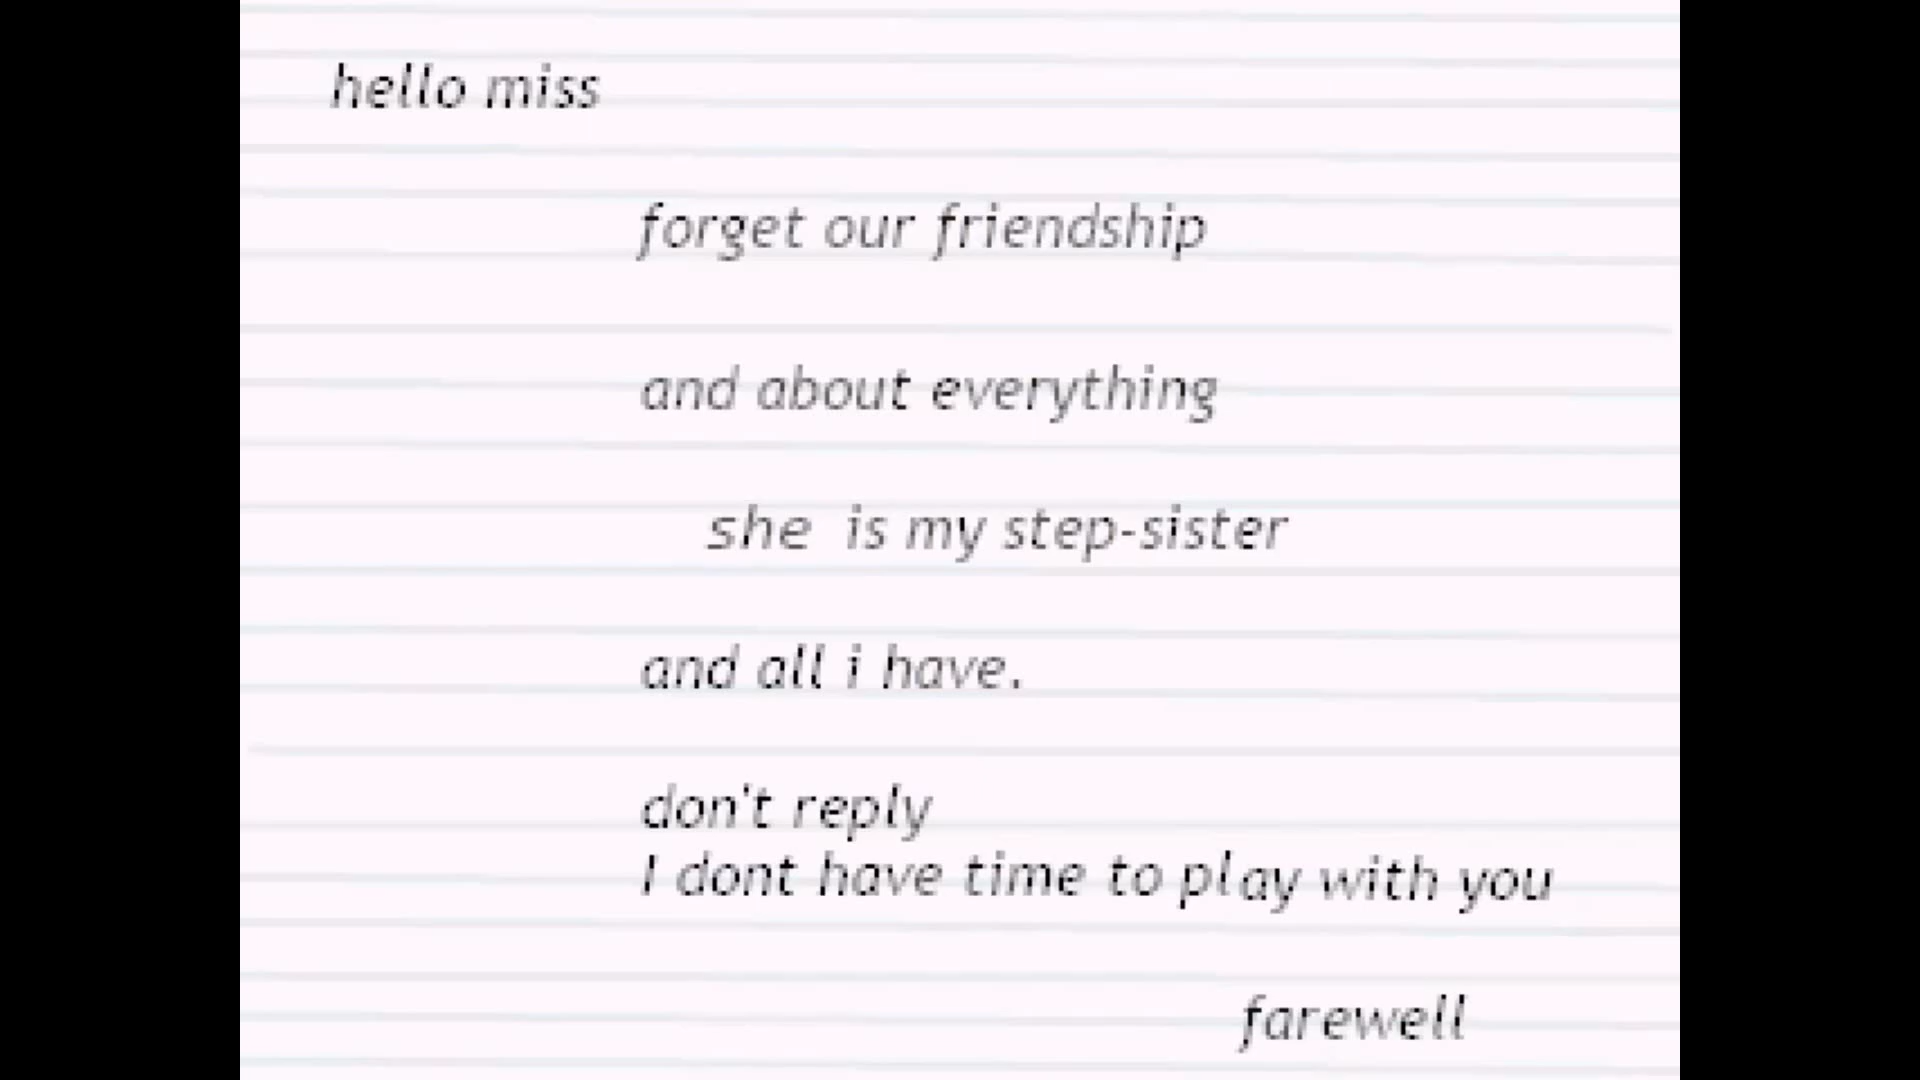 hello miss
forget our friendship
and about everything
she is my step-sister
and all i have.
don't reply
I dont have time to play with you
farewell